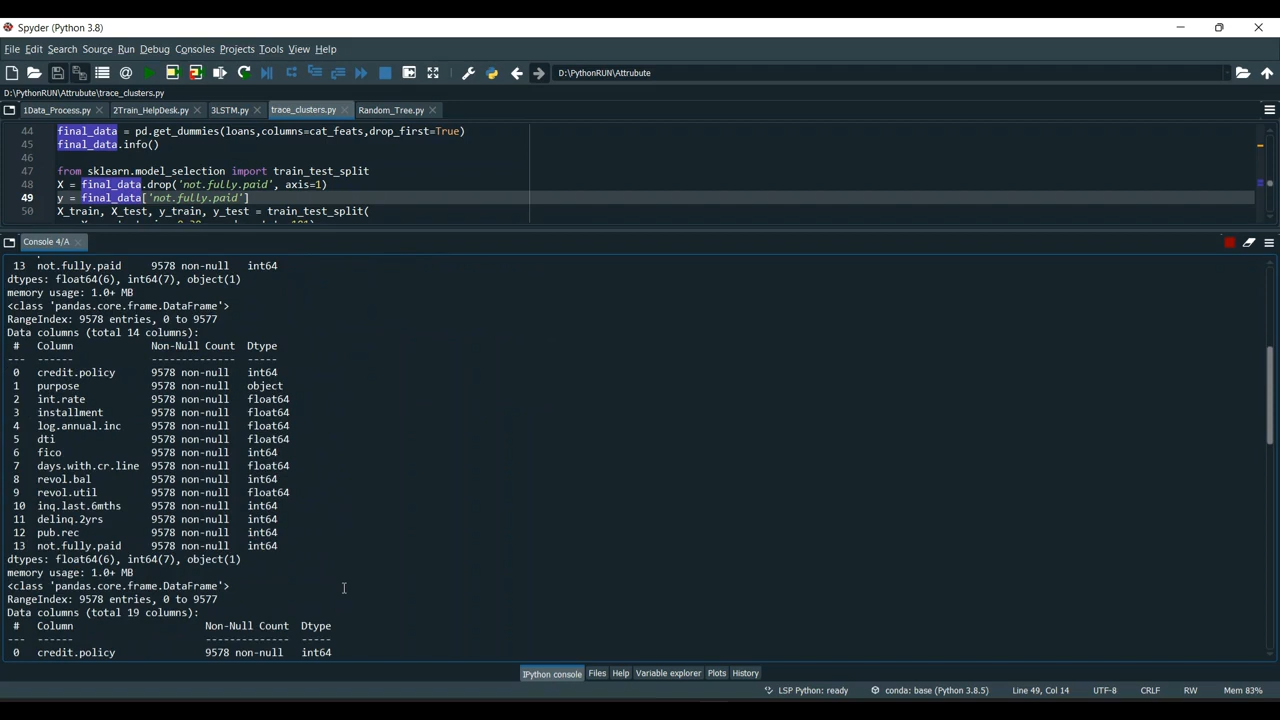 Spyder (Python 3.8)
File Edit Search Source Run Debug Consoles Projects Tools View Help
D:\PythonRUN\Attrubute
D:\PythonRUN\Attrubute\trace_clusters.py
1Data_Process.py 2Train_HelpDesk.py 3LSTM.py trace_clusters.py Random_Tree.py
44 final_data = pd.get_dummies(loans,columns=cat_feats,drop_first=True)
45 final_data.info()
46
47 from sklearn.model_selection import train_test_split
48 X = final_data.drop('not.fully.paid', axis=1)
49 y = final_data['not.fully.paid']
50 X_train, X_test, y_train, y_test = train_test_split(
Console 4/A
13 not.fully.paid 9578 non-null int64
dtypes: float64(6), int64(7), object(1)
memory usage: 1.0+ MB
<class 'pandas.core.frame.DataFrame'>
RangeIndex: 9578 entries, 0 to 9577
Data columns (total 14 columns):
# Column Non-Null Count Dtype
--- ------ -------------- -----
0 credit.policy 9578 non-null int64
1 purpose 9578 non-null object
2 int.rate 9578 non-null float64
3 installment 9578 non-null float64
4 log.annual.inc 9578 non-null float64
5 dti 9578 non-null float64
6 fico 9578 non-null int64
7 days.with.cr.line 9578 non-null float64
8 revol.bal 9578 non-null int64
9 revol.util 9578 non-null float64
10 inq.last.6mths 9578 non-null int64
11 delinq.2yrs 9578 non-null int64
12 pub.rec 9578 non-null int64
13 not.fully.paid 9578 non-null int64
dtypes: float64(6), int64(7), object(1)
memory usage: 1.0+ MB
<class 'pandas.core.frame.DataFrame'>
RangeIndex: 9578 entries, 0 to 9577
Data columns (total 19 columns):
# Column Non-Null Count Dtype
--- ------ -------------- -----
0 credit.policy 9578 non-null int64
IPython console Files Help Variable explorer Plots History
LSP Python: ready conda: base (Python 3.8.5) Line 49, Col 14 UTF-8 CRLF RW Mem 83%